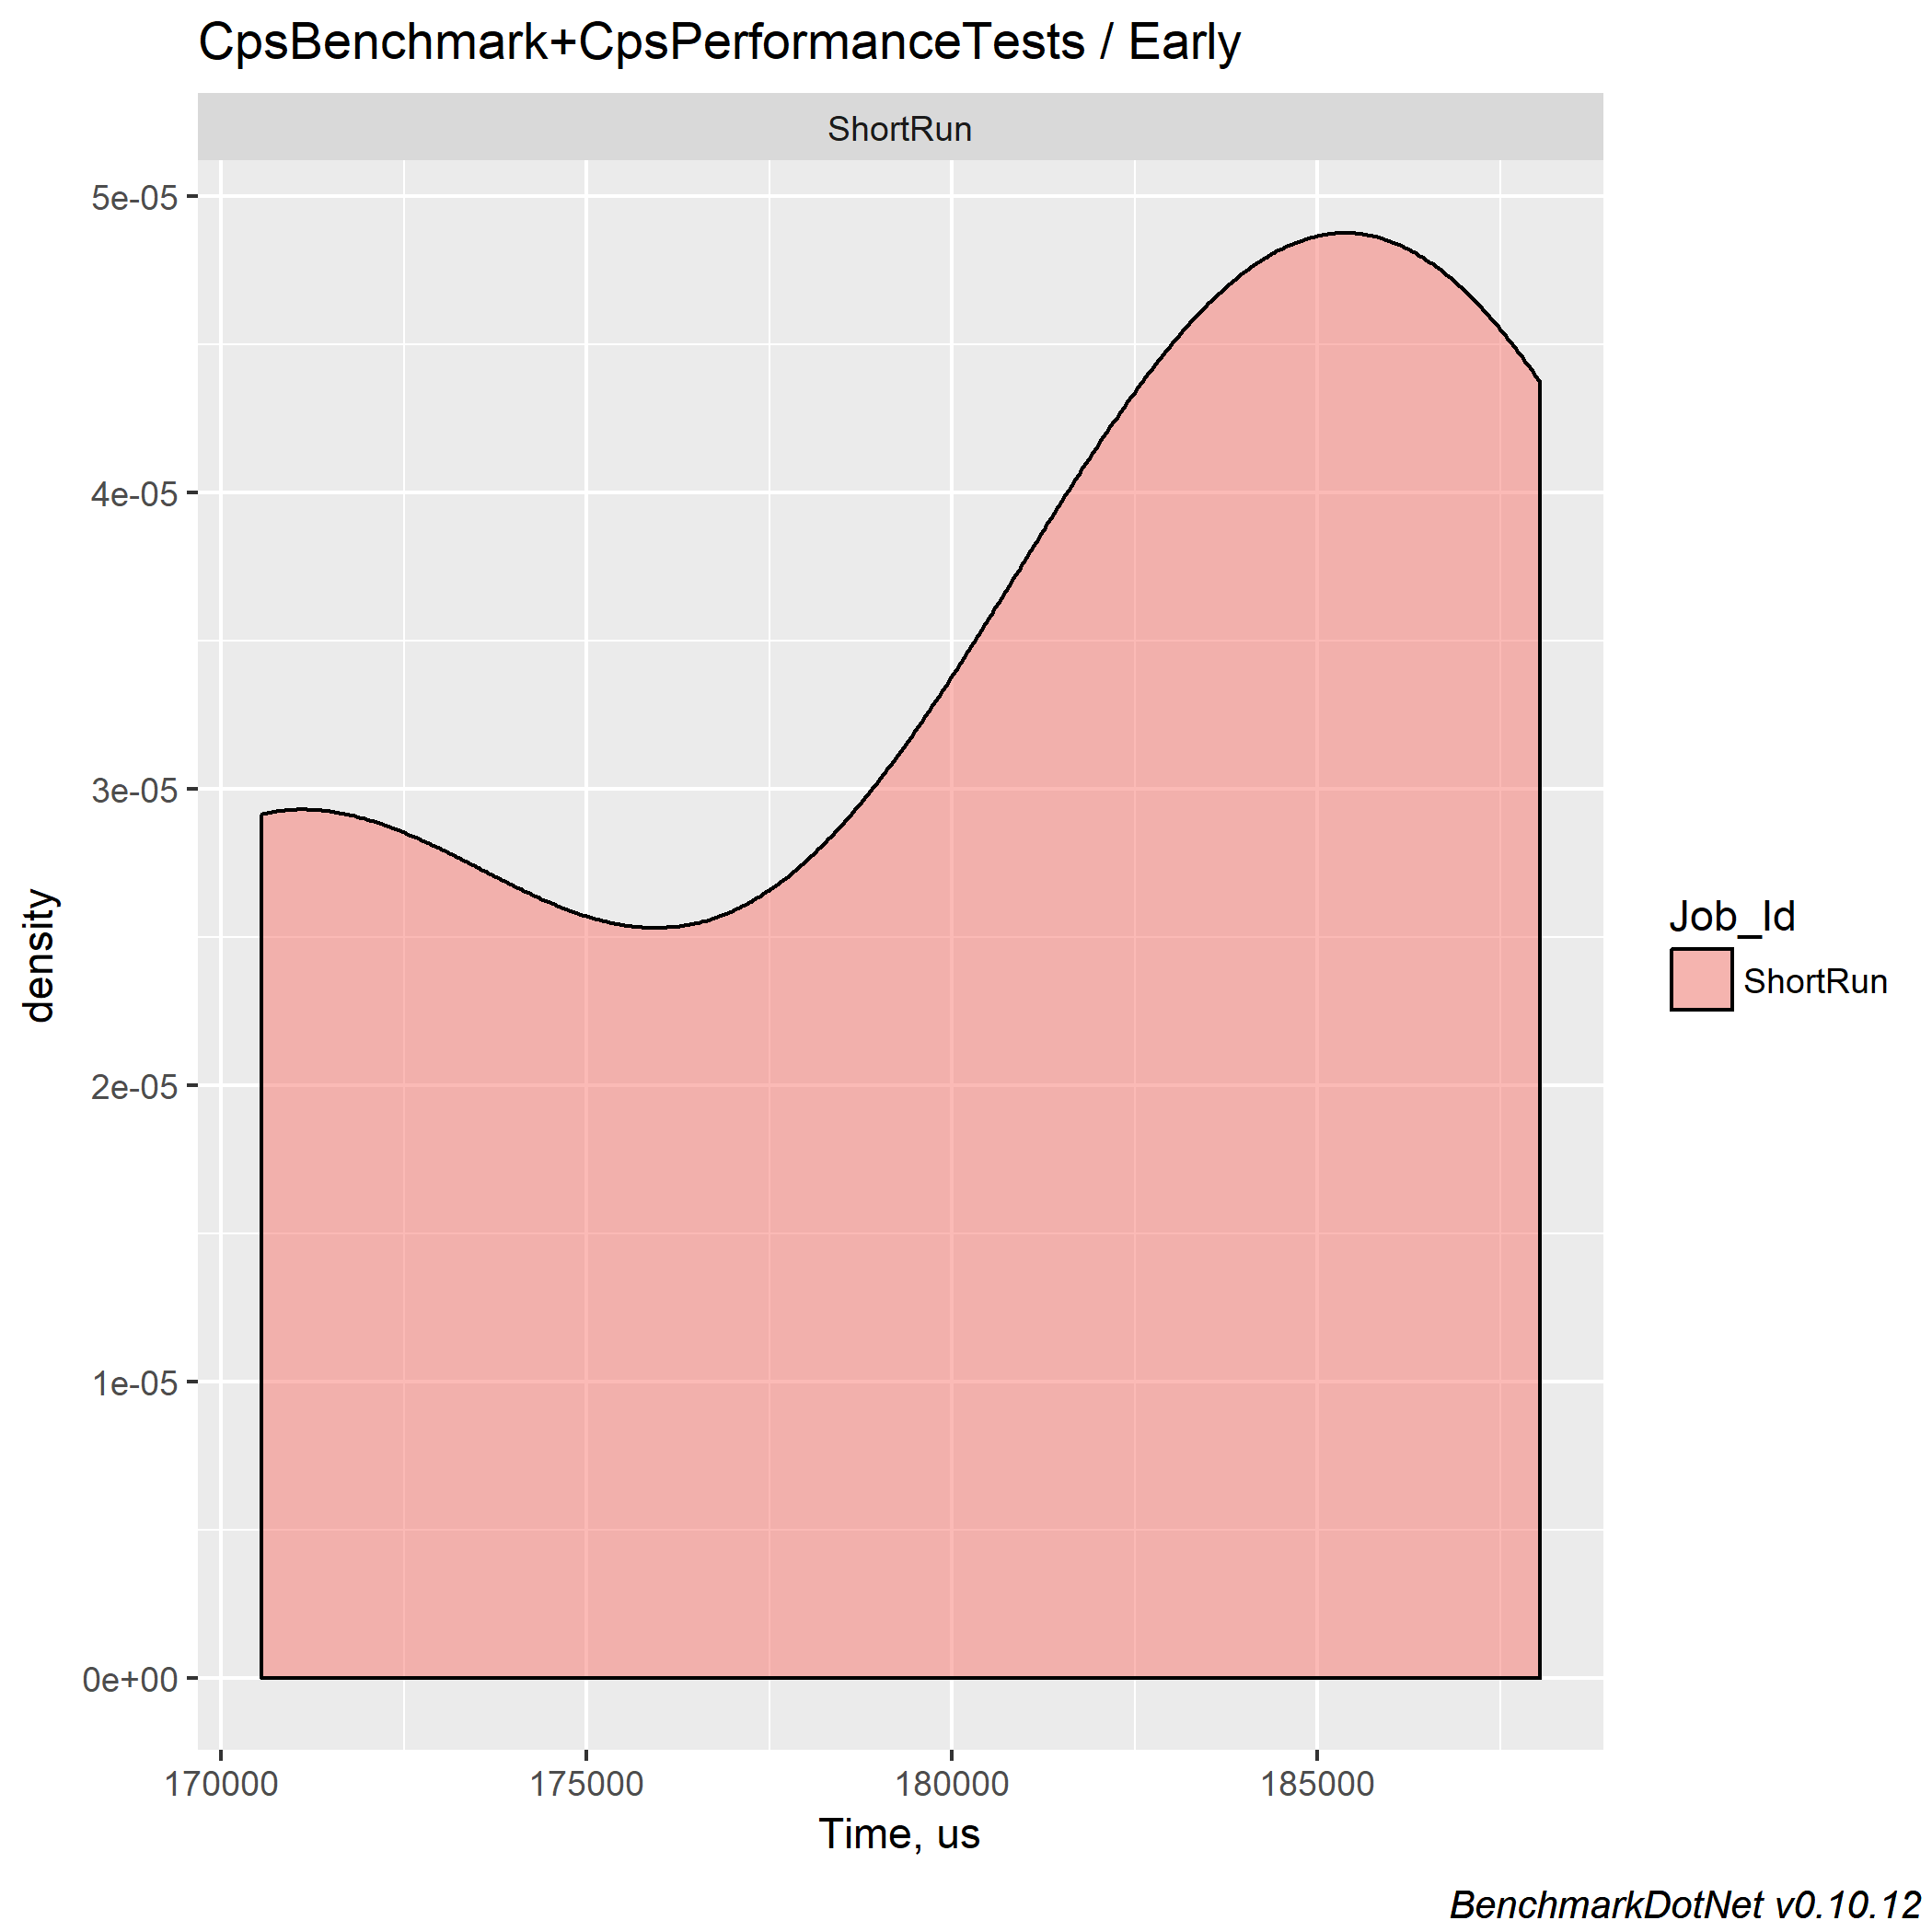 CpsBenchmark+CpsPerformanceTests / Early
ShortRun
5e-05
4e-05
3e-05
2e-05
1e-05
0e+00
density
170000 175000 180000 185000
Time, us
Job_Id
ShortRun
BenchmarkDotNet v0.10.12